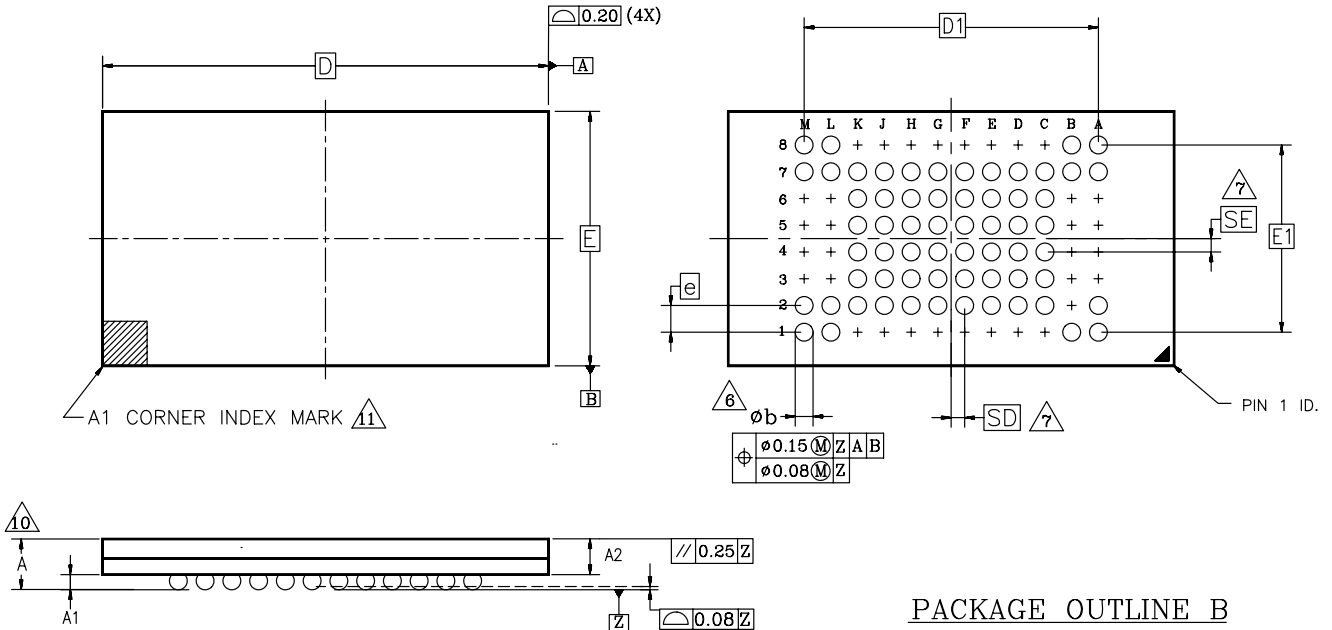 ⌓ 0.20 (4X)
D
A
E
B
A1 CORNER INDEX MARK 11
D1
M L K J H G F E D C B A
8
7
6
5
4
3
2
1
7
SE
E1
e
6
øb
SD 7
PIN 1 ID.
⌖ ø0.15 Ⓜ Z A B
ø0.08 Ⓜ Z
10
A
A1
A2
// 0.25 Z
Z
⌓ 0.08 Z
PACKAGE OUTLINE B